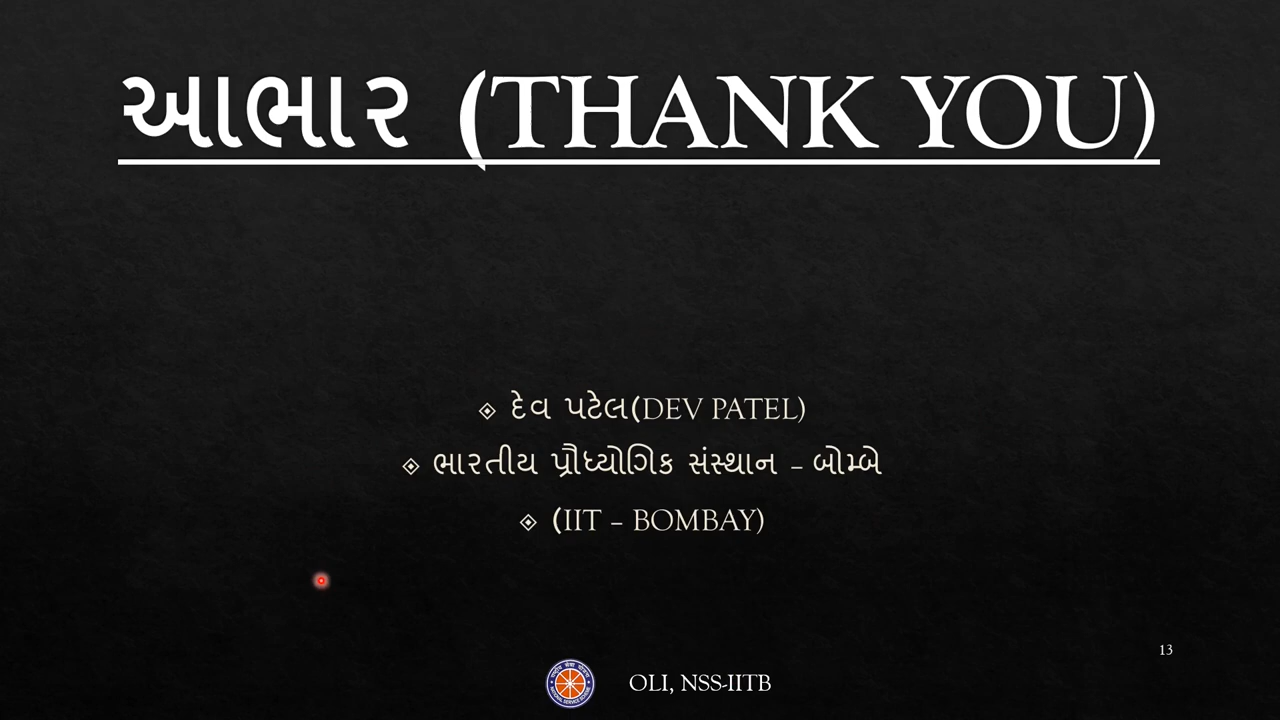 આભાર (THANK YOU)
દેવ પટેલ(DEV PATEL)
ભારતીય પ્રૌધ્યોગિક સંસ્થાન – બોમ્બે
(IIT – BOMBAY)
13
OLI, NSS-IITB